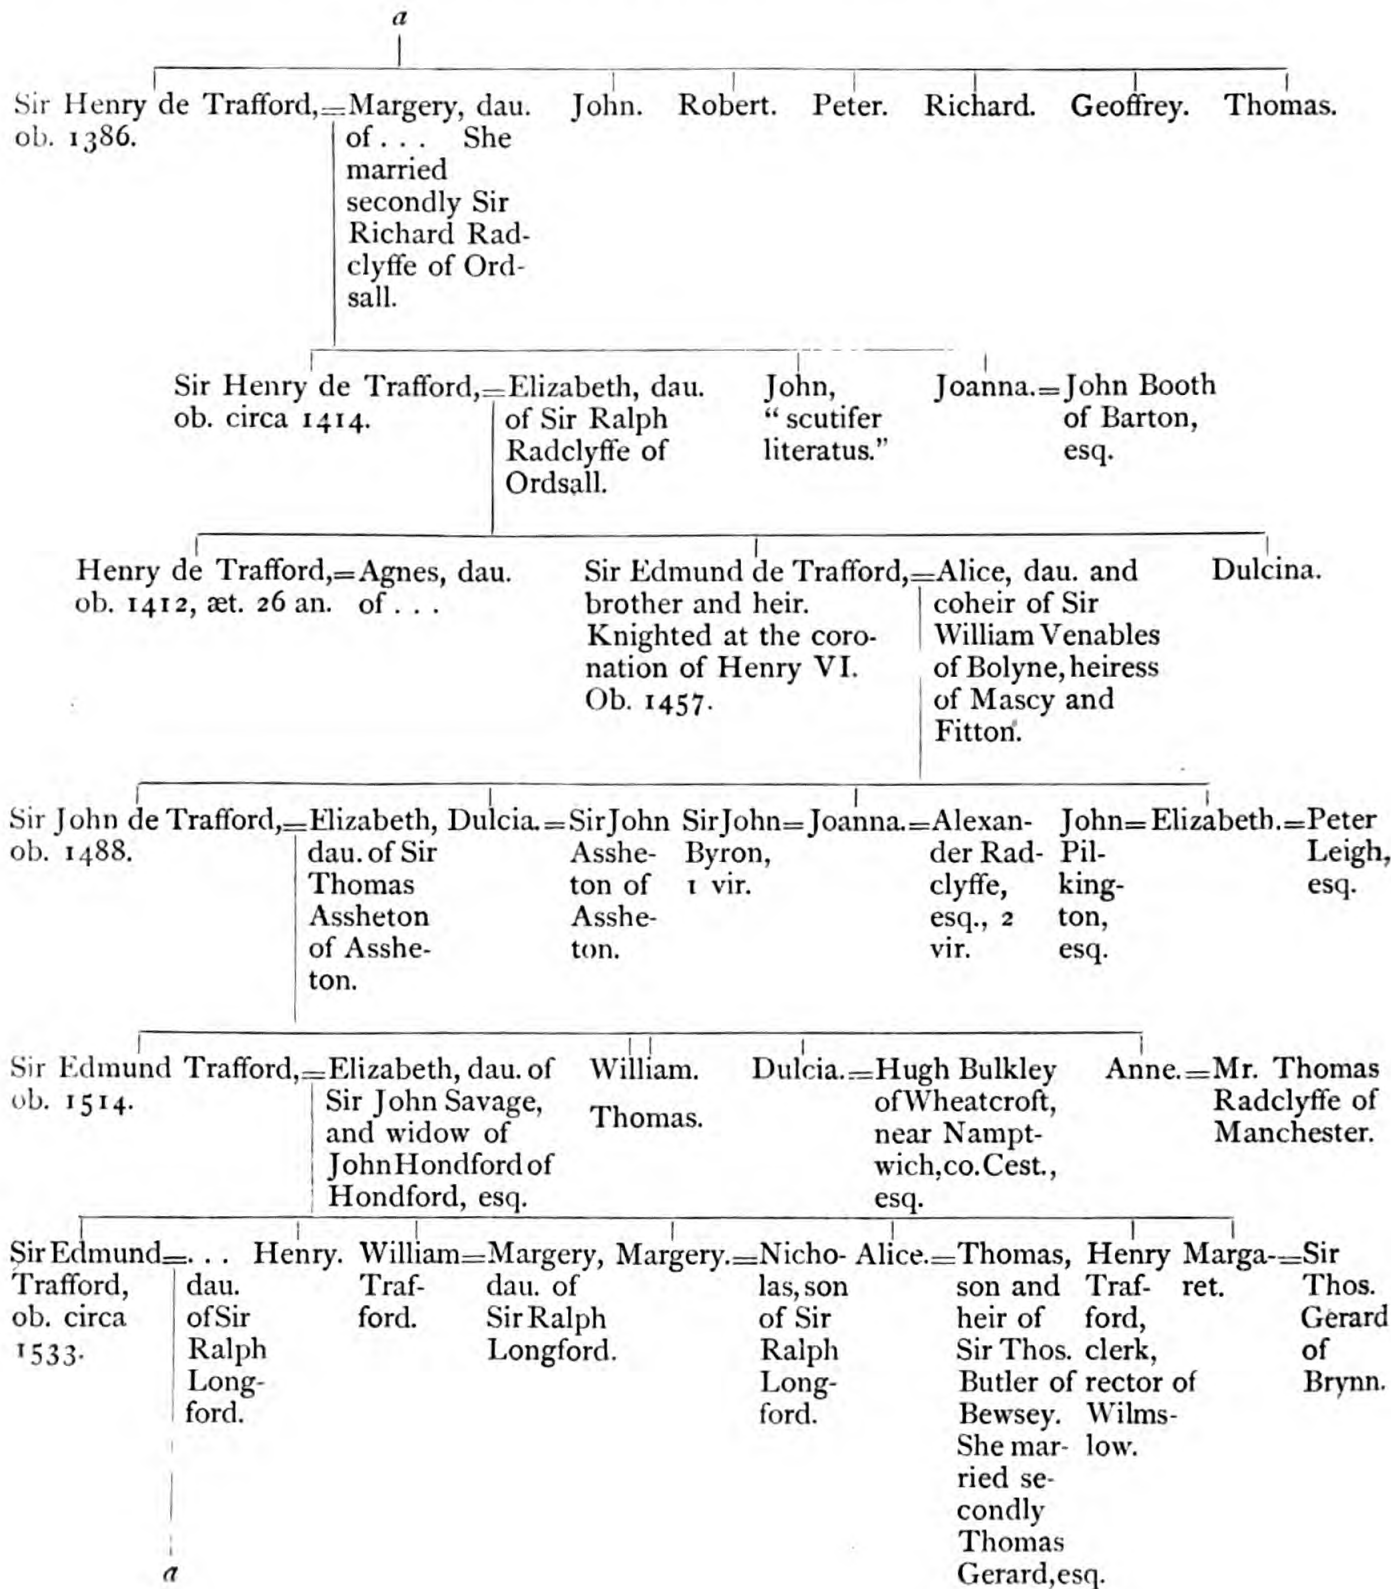 a
Sir Henry de Trafford,=Margery, dau. John. Robert. Peter. Richard. Geoffrey. Thomas.
ob. 1386.
of . . . She
married
secondly Sir
Richard Rad-
clyffe of Ord-
sall.
Sir Henry de Trafford,=Elizabeth, dau.
ob. circa 1414.
of Sir Ralph
Radclyffe of
Ordsall.
John,
“ scutifer
literatus.”
Joanna.=John Booth
of Barton,
esq.
Henry de Trafford,=Agnes, dau.
ob. 1412, æt. 26 an. of . . .
Sir Edmund de Trafford,=Alice, dau. and
brother and heir.
Knighted at the coro-
nation of Henry VI.
Ob. 1457.
coheir of Sir
William Venables
of Bolyne, heiress
of Mascy and
Fitton.
Dulcina.
Sir John de Trafford,=Elizabeth,
ob. 1488.
dau. of Sir
Thomas
Assheton
of Asshe-
ton.
Dulcia.=Sir John
Asshe-
ton of
Asshe-
ton.
Sir John=Joanna.=Alexan-
Byron,
1 vir.
der Rad-
clyffe,
esq., 2
vir.
John=Elizabeth.=Peter
Pil-
king-
ton,
esq.
Leigh,
esq.
Sir Edmund Trafford,=Elizabeth, dau. of
ob. 1514.
Sir John Savage,
and widow of
John Hondford of
Hondford, esq.
William.
Thomas.
Dulcia.=Hugh Bulkley
of Wheatcroft,
near Nampt-
wich, co. Cest.,
esq.
Anne.=Mr. Thomas
Radclyffe of
Manchester.
Sir Edmund=. . .
Trafford,
ob. circa
1533.
dau.
of Sir
Ralph
Long-
ford.
Henry.
William=Margery,
Traf-
ford.
dau. of
Sir Ralph
Longford.
Margery.=Nicho-
las, son
of Sir
Ralph
Long-
ford.
Alice.=Thomas,
son and
heir of
Sir Thos.
Butler of
Bewsey.
She mar-
ried se-
condly
Thomas
Gerard, esq.
Henry
Traf-
ford,
clerk,
rector of
Wilms-
low.
Marga-=Sir
ret.
Thos.
Gerard
of
Brynn.
a